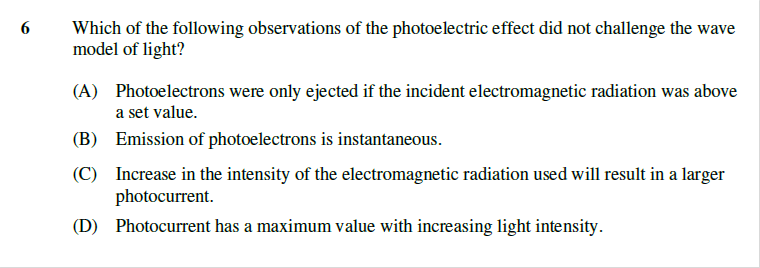 6 Which of the following observations of the photoelectric effect did not challenge the wave
model of light?
(A) Photoelectrons were only ejected if the incident electromagnetic radiation was above
a set value.
(B) Emission of photoelectrons is instantaneous.
(C) Increase in the intensity of the electromagnetic radiation used will result in a larger
photocurrent.
(D) Photocurrent has a maximum value with increasing light intensity.